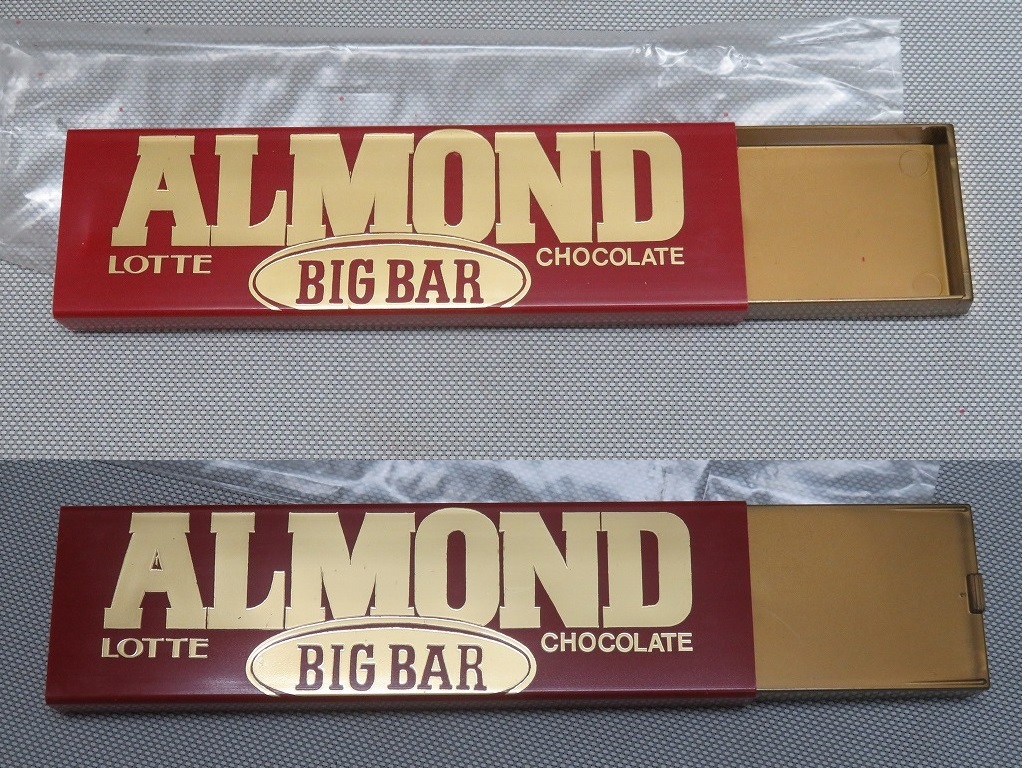 ALMOND
LOTTE
CHOCOLATE
BIG BAR
ALMOND
LOTTE
CHOCOLATE
BIG BAR